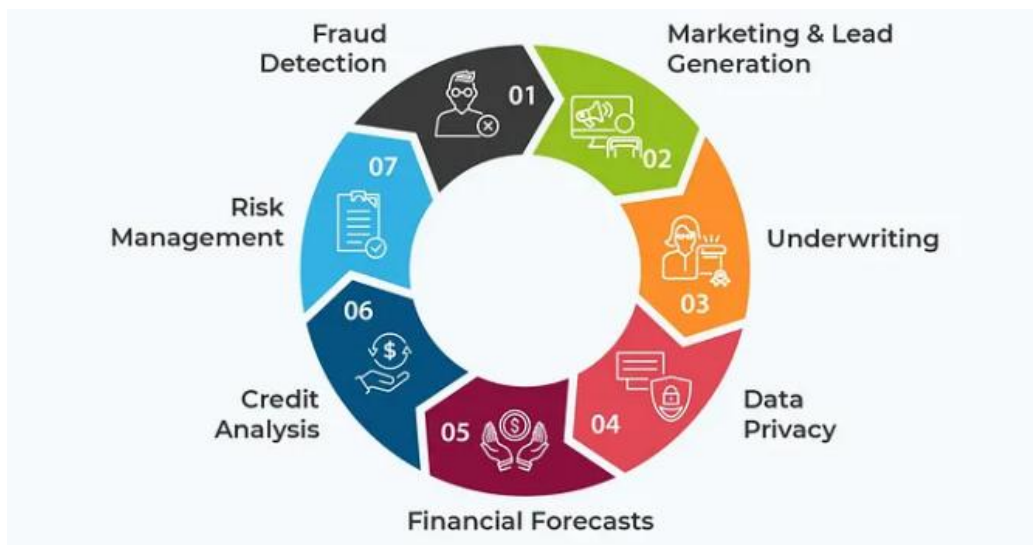 Fraud
Detection
01
Marketing & Lead
Generation
02
Underwriting
03
Data
Privacy
04
Financial Forecasts
05
$
Credit
Analysis
06
$
Risk
Management
07